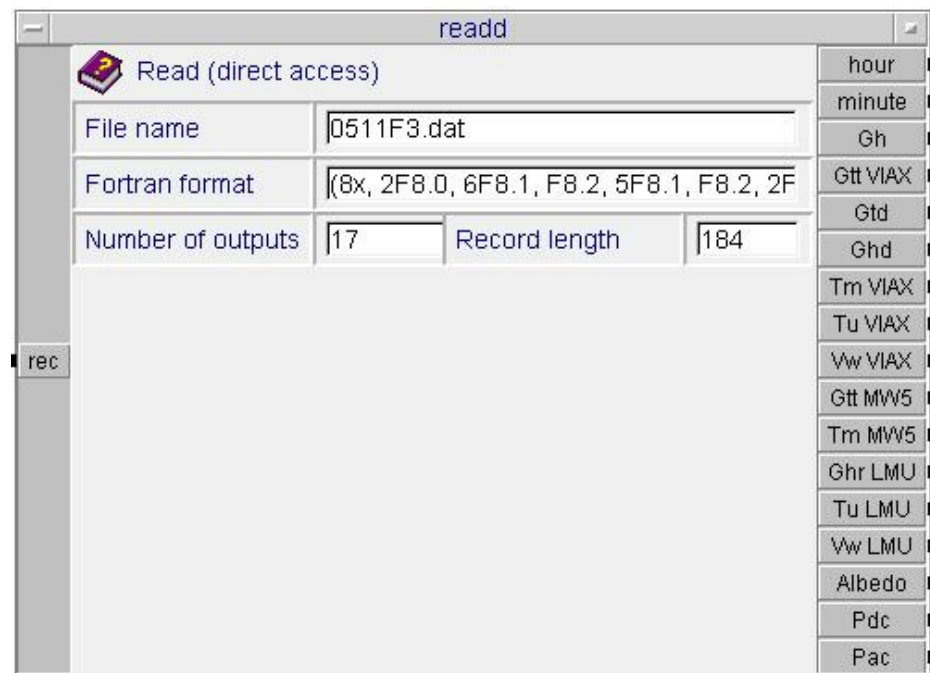 readd
Read (direct access)
File name 0511F3.dat
Fortran format (8x, 2F8.0, 6F8.1, F8.2, 5F8.1, F8.2, 2F
Number of outputs 17 Record length 184
rec
hour
minute
Gh
Gtt VIAX
Gtd
Ghd
Tm VIAX
Tu VIAX
Vw VIAX
Gtt MW5
Tm MW5
Ghr LMU
Tu LMU
Vw LMU
Albedo
Pdc
Pac